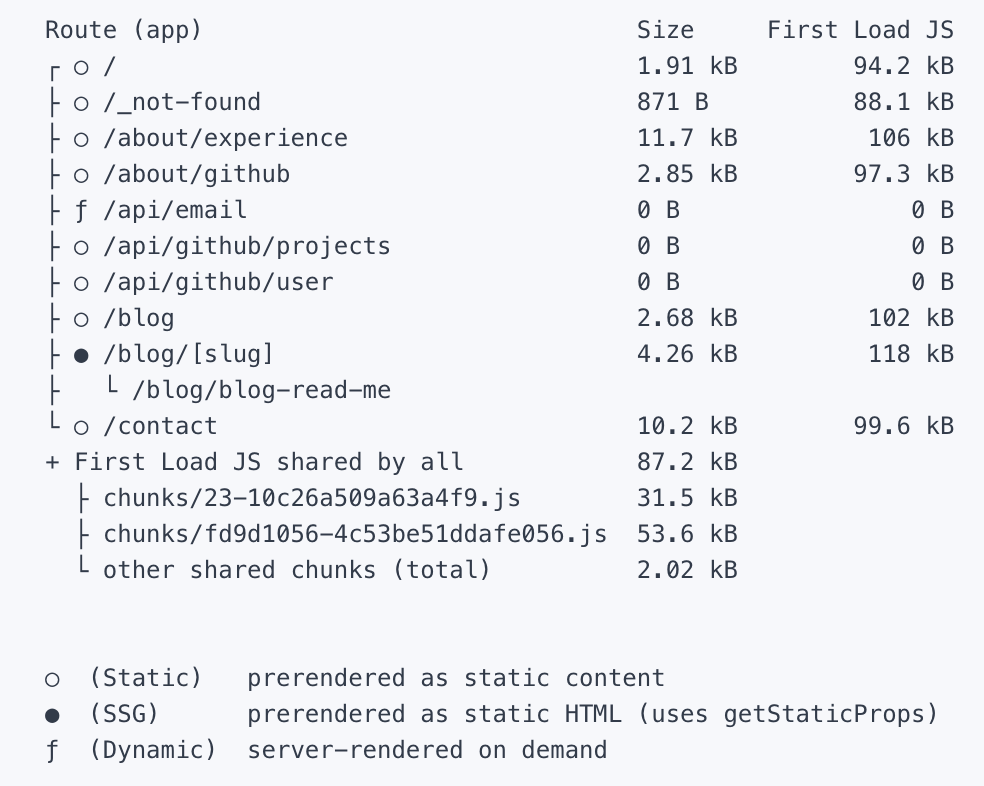 Route (app)                              Size     First Load JS
┌ ○ /                                    1.91 kB        94.2 kB
├ ○ /_not-found                          871 B          88.1 kB
├ ○ /about/experience                    11.7 kB         106 kB
├ ○ /about/github                        2.85 kB        97.3 kB
├ ƒ /api/email                           0 B                0 B
├ ○ /api/github/projects                 0 B                0 B
├ ○ /api/github/user                     0 B                0 B
├ ○ /blog                                2.68 kB         102 kB
├ ● /blog/[slug]                         4.26 kB         118 kB
├   └ /blog/blog-read-me
└ ○ /contact                             10.2 kB        99.6 kB
+ First Load JS shared by all            87.2 kB
  ├ chunks/23-10c26a509a63a4f9.js        31.5 kB
  ├ chunks/fd9d1056-4c53be51ddafe056.js  53.6 kB
  └ other shared chunks (total)          2.02 kB
○  (Static)   prerendered as static content
●  (SSG)      prerendered as static HTML (uses getStaticProps)
ƒ  (Dynamic)  server-rendered on demand